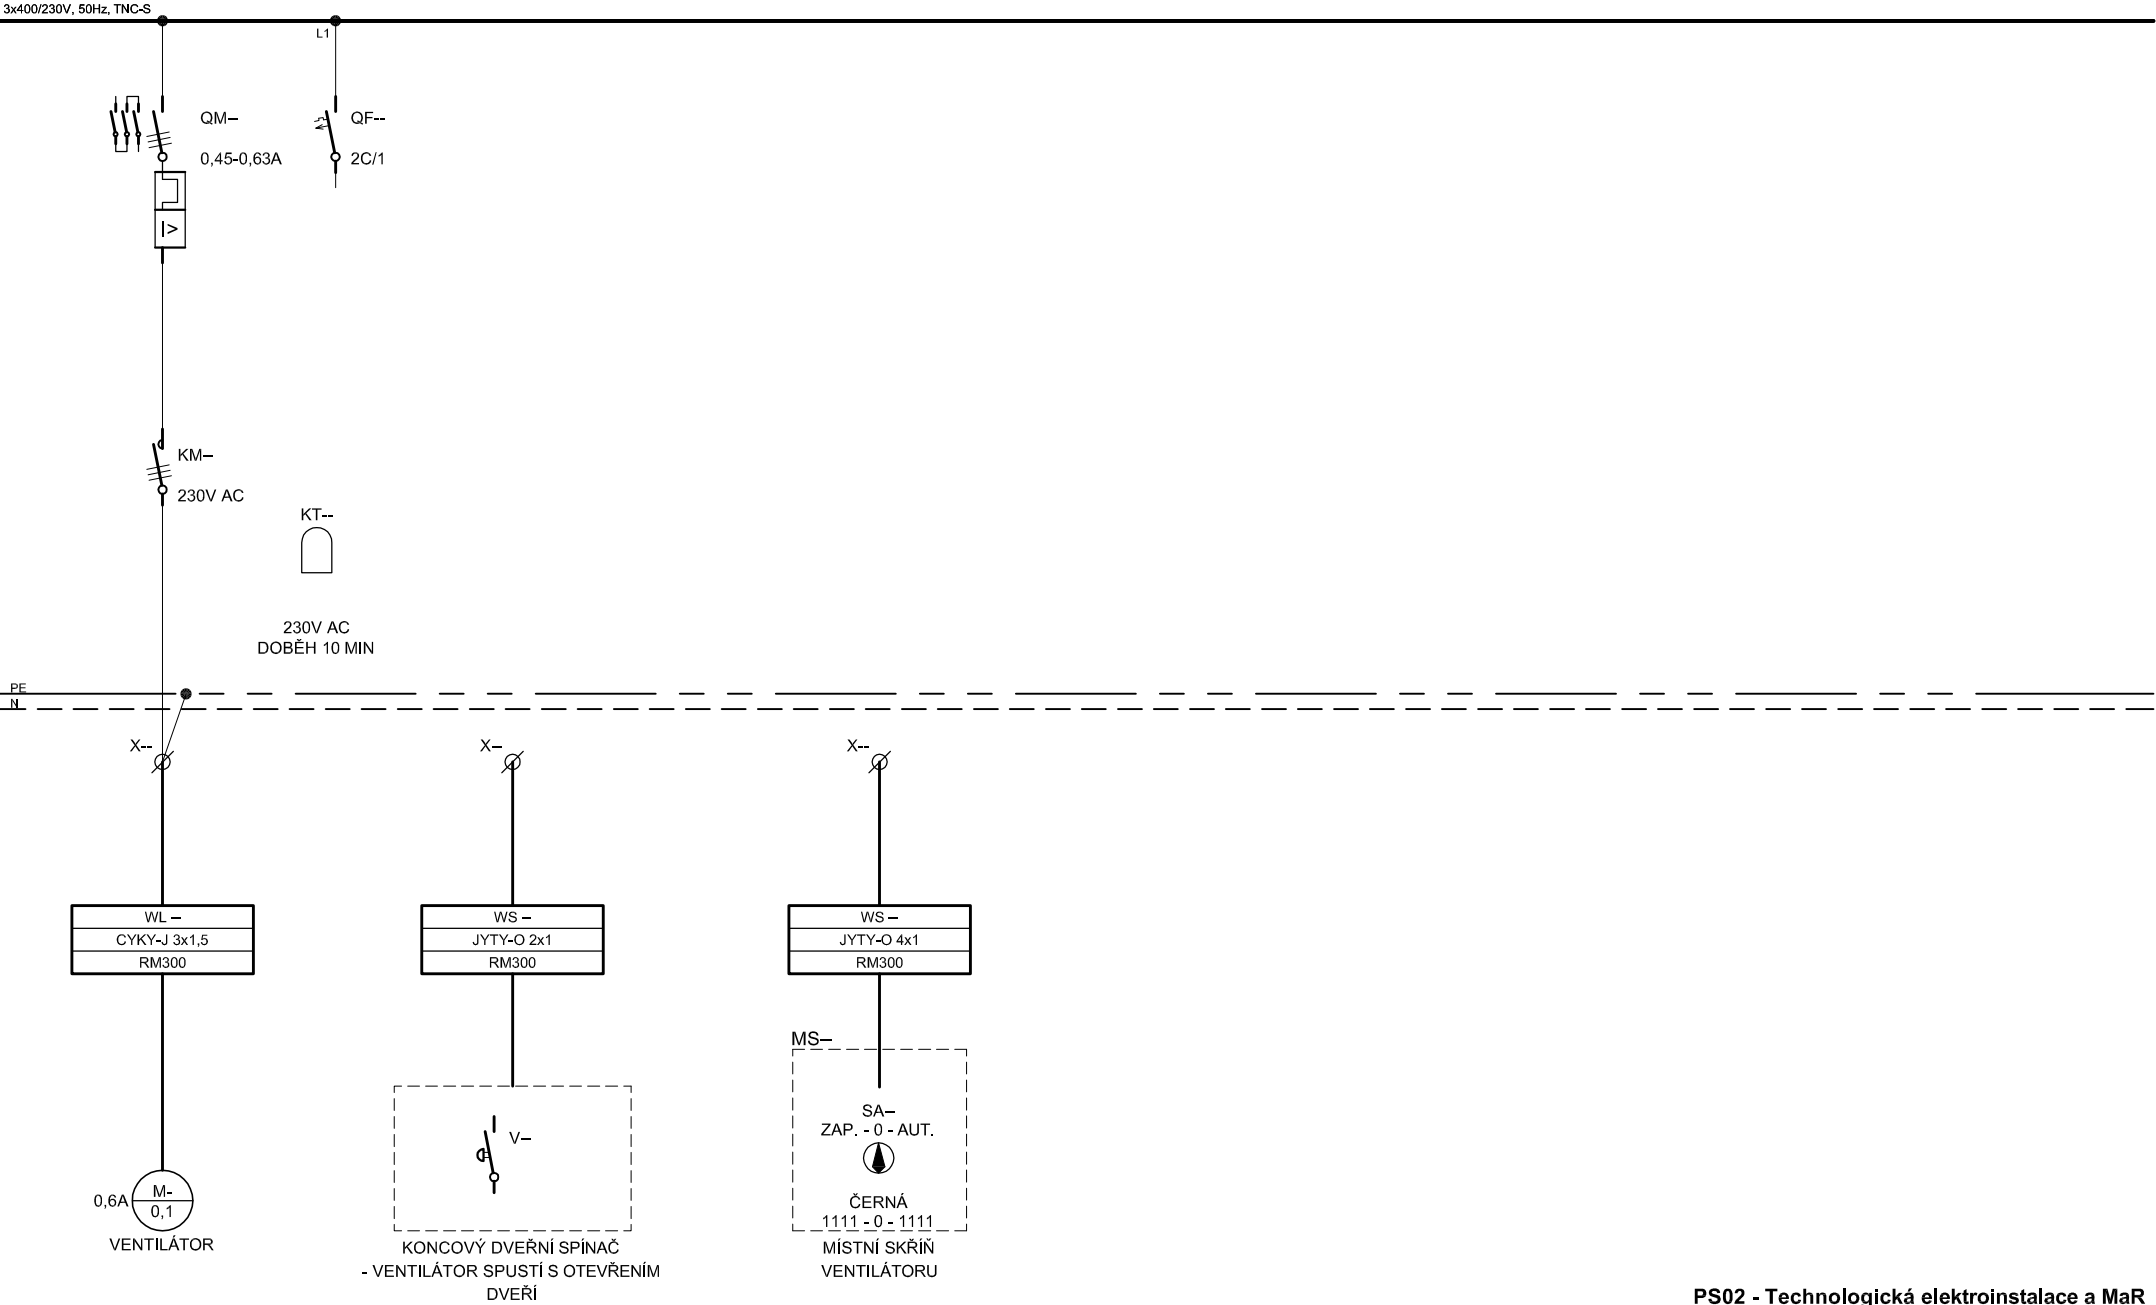 3x400/230V, 50Hz, TNC-S
L1
QM–
0,45-0,63A
QF--
2C/1
I>
KM–
230V AC
KT--
230V AC
DOBĚH 10 MIN
PE
N
X--
X–
X--
WL –
CYKY-J 3x1,5
RM300
WS –
JYTY-O 2x1
RM300
WS –
JYTY-O 4x1
RM300
MS–
V–
SA–
ZAP. - 0 - AUT.
ČERNÁ
1111 - 0 - 1111
0,6A
M-
0,1
VENTILÁTOR
KONCOVÝ DVEŘNÍ SPÍNAČ
- VENTILÁTOR SPUSTÍ S OTEVŘENÍM
DVEŘÍ
MÍSTNÍ SKŘÍŇ
VENTILÁTORU
PS02 - Technologická elektroinstalace a MaR